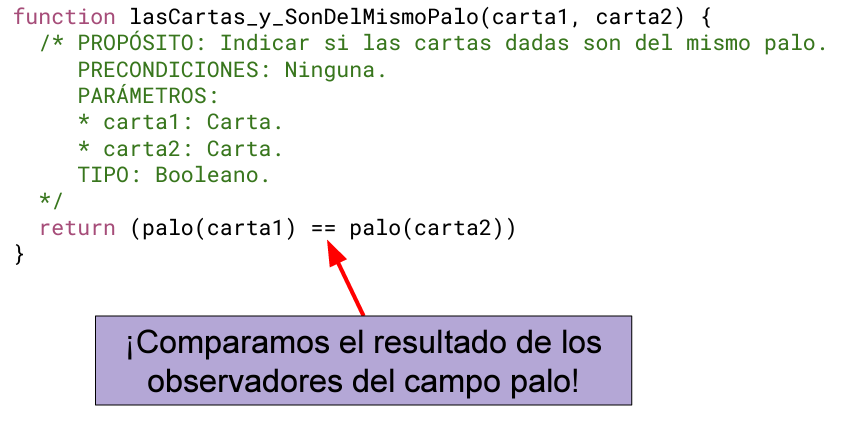 function lasCartas_y_SonDelMismoPalo(carta1, carta2) {
/* PROPÓSITO: Indicar si las cartas dadas son del mismo palo.
PRECONDICIONES: Ninguna.
PARÁMETROS:
* carta1: Carta.
* carta2: Carta.
TIPO: Booleano.
*/
return (palo(carta1) == palo(carta2))
}
¡Comparamos el resultado de los
observadores del campo palo!